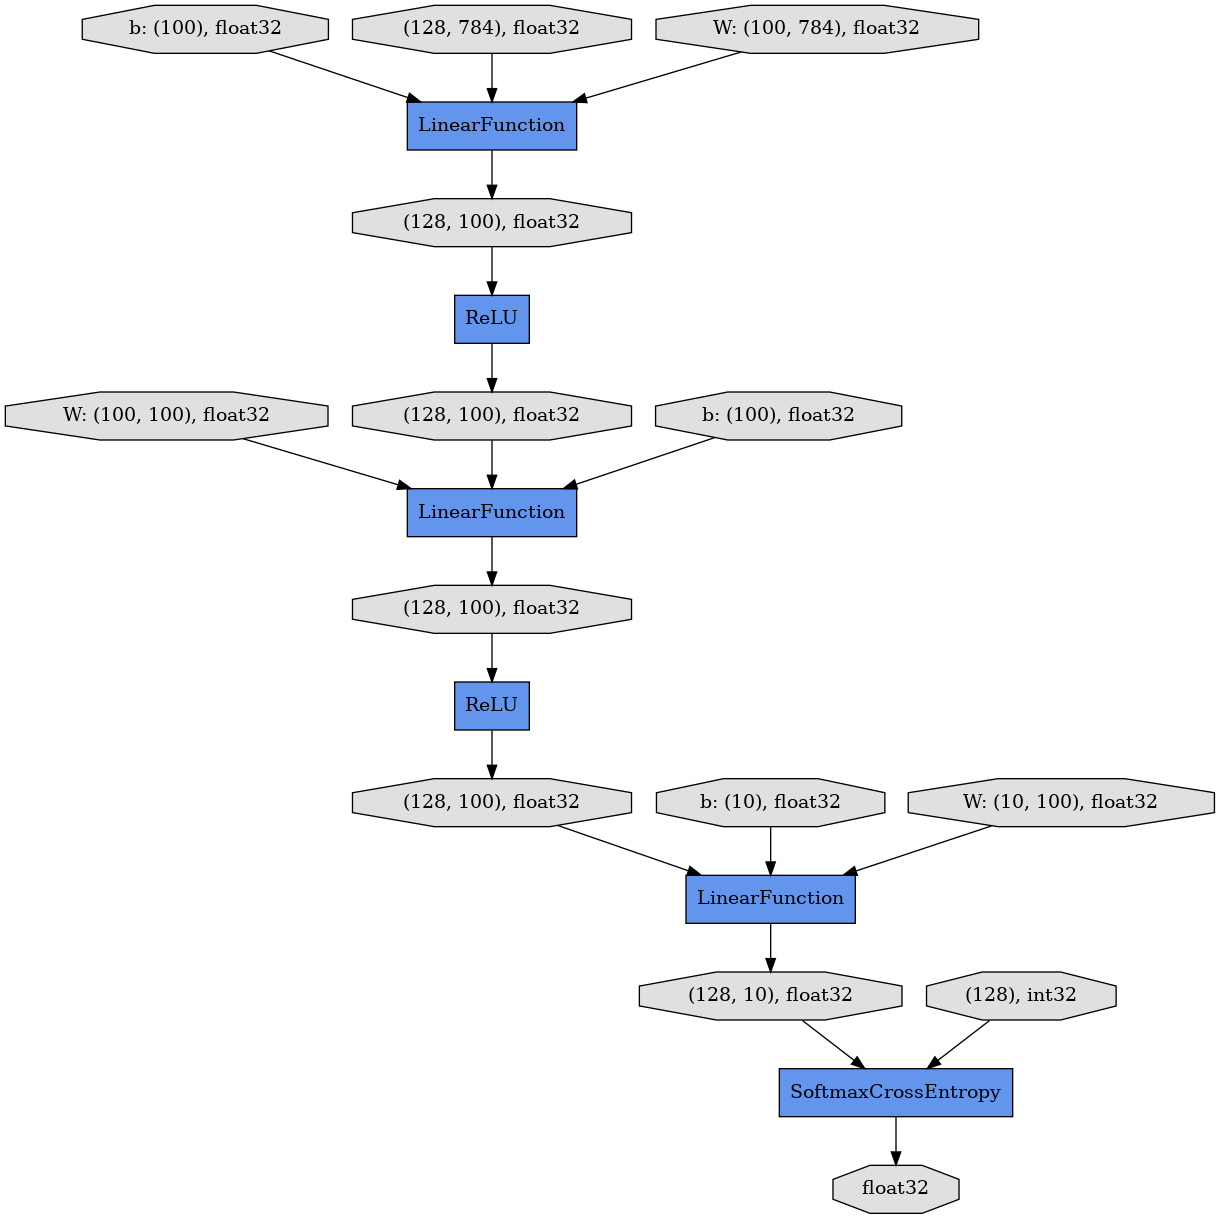 b: (100), float32
(128, 784), float32
W: (100, 784), float32
LinearFunction
(128, 100), float32
ReLU
W: (100, 100), float32
(128, 100), float32
b: (100), float32
LinearFunction
(128, 100), float32
ReLU
(128, 100), float32
b: (10), float32
W: (10, 100), float32
LinearFunction
(128, 10), float32
(128), int32
SoftmaxCrossEntropy
float32